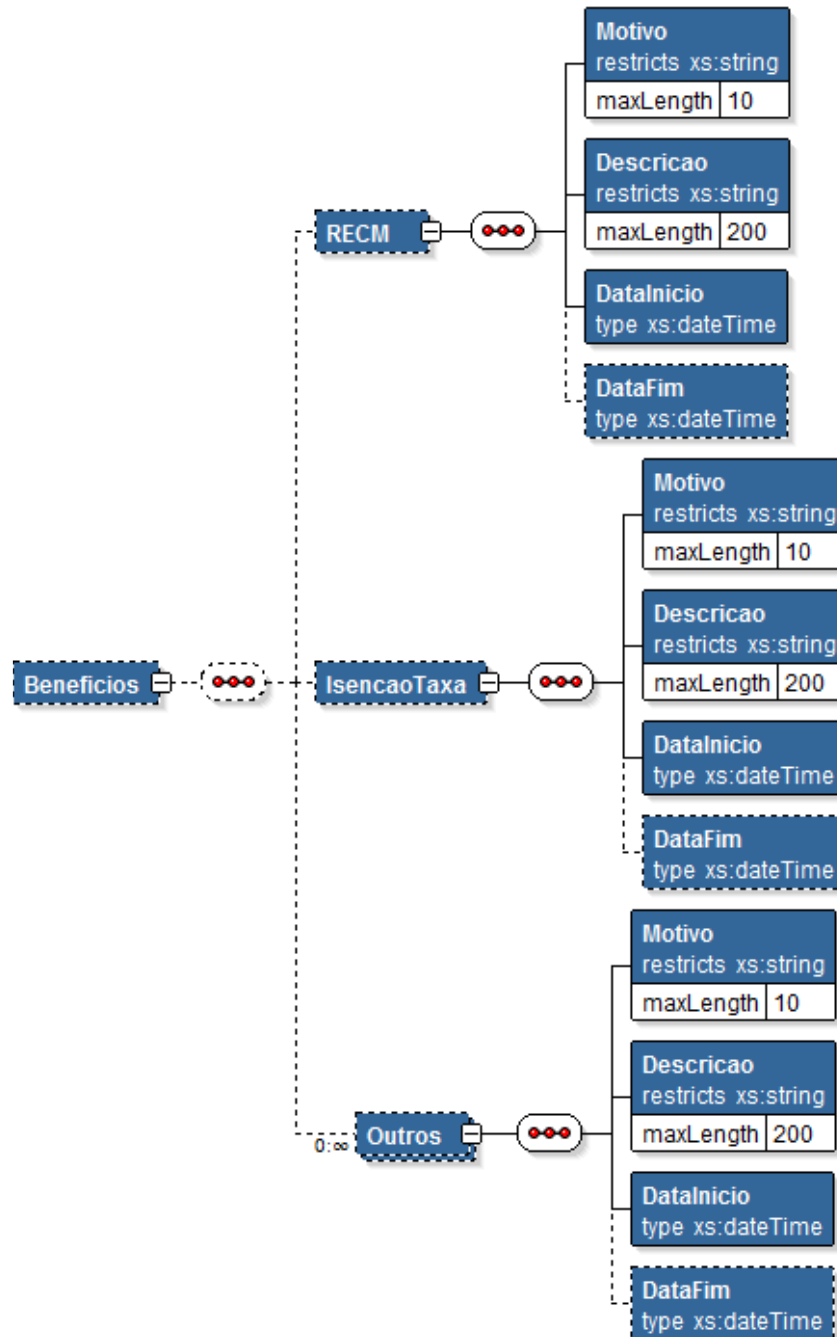 Motivo
restricts xs:string
maxLength 10
Descricao
restricts xs:string
maxLength 200
RECM
DataInicio
type xs:dateTime
DataFim
type xs:dateTime
Motivo
restricts xs:string
maxLength 10
Descricao
restricts xs:string
maxLength 200
Beneficios
IsencaoTaxa
DataInicio
type xs:dateTime
DataFim
type xs:dateTime
Motivo
restricts xs:string
maxLength 10
Descricao
restricts xs:string
maxLength 200
0:∞ Outros
DataInicio
type xs:dateTime
DataFim
type xs:dateTime